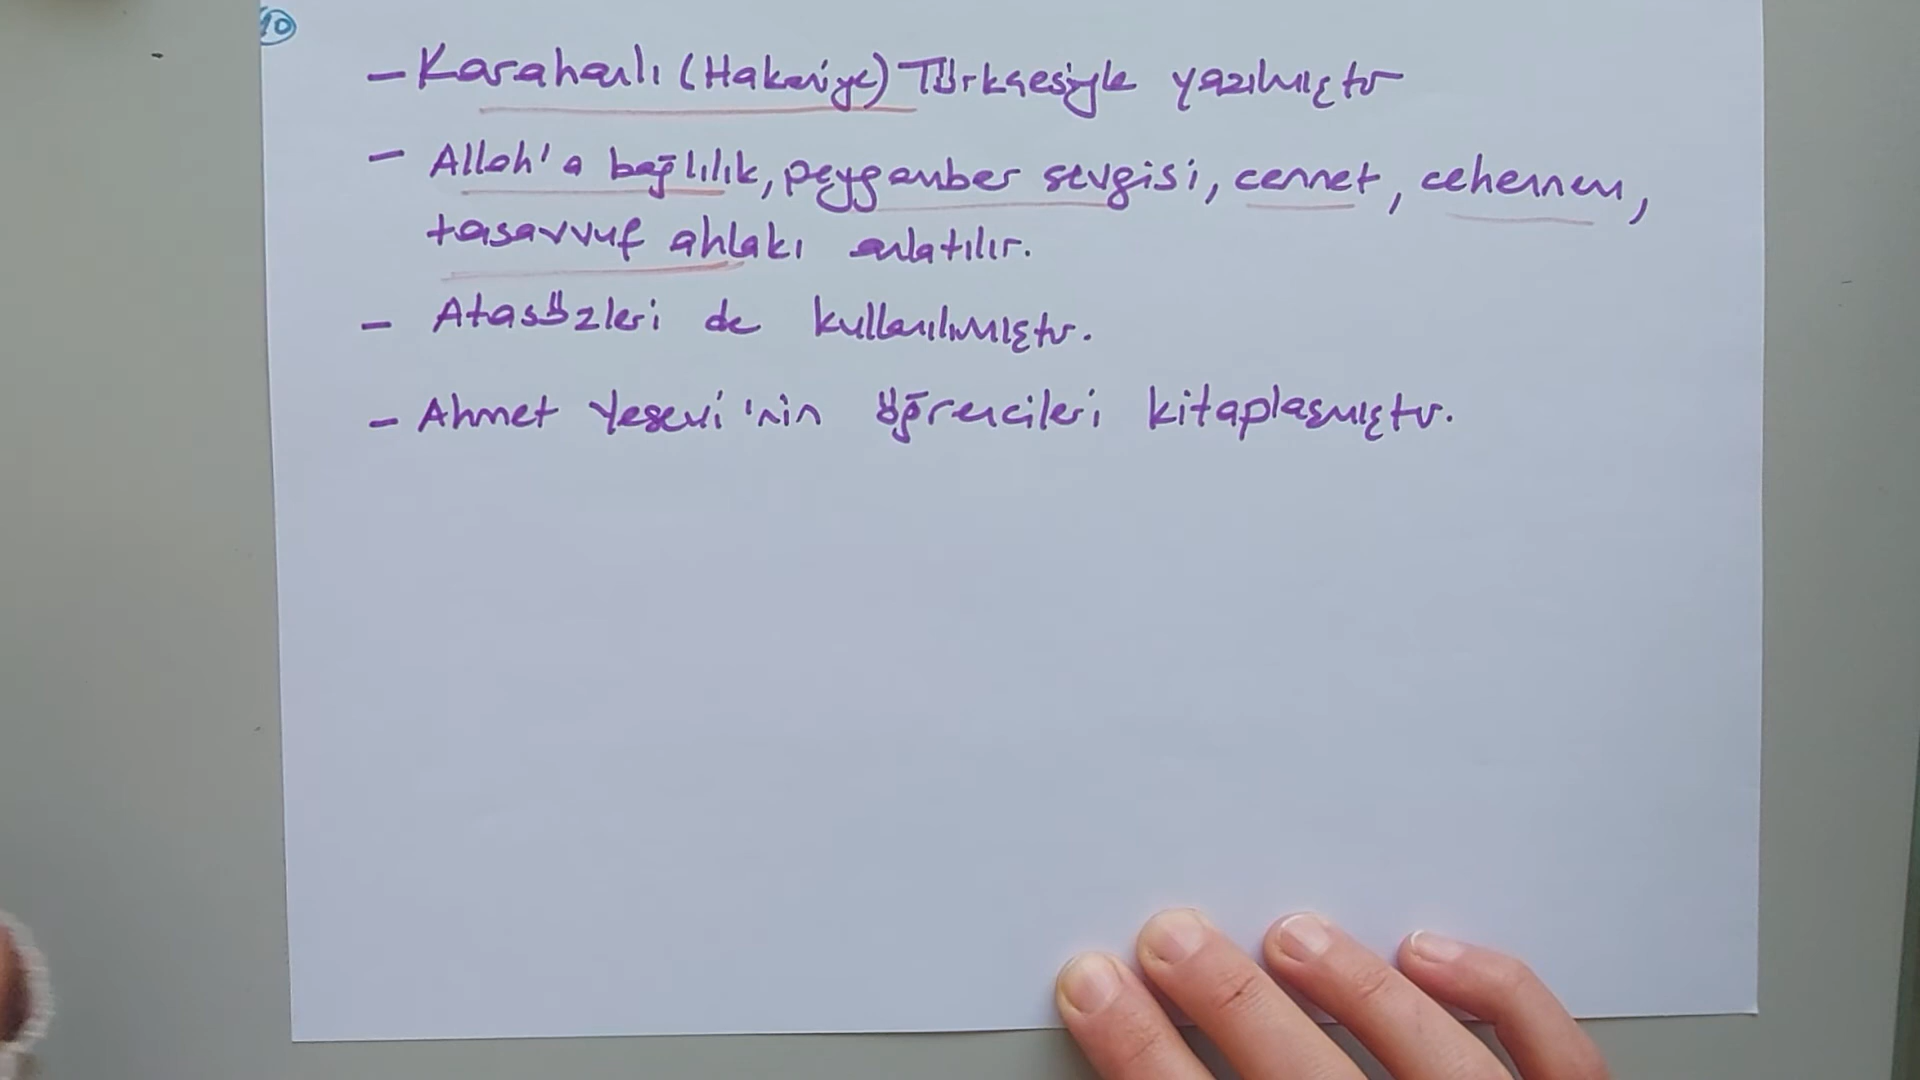 10
- Karahanlı (Hakaniye) Türkçesiyle yazılmıştır
- Allah'a bağlılık, peygamber sevgisi, cennet, cehennem,
tasavvuf ahlakı anlatılır.
- Atasözleri de kullanılmıştır.
- Ahmet Yesevi'nin öğrencileri kitaplaşmıştır.